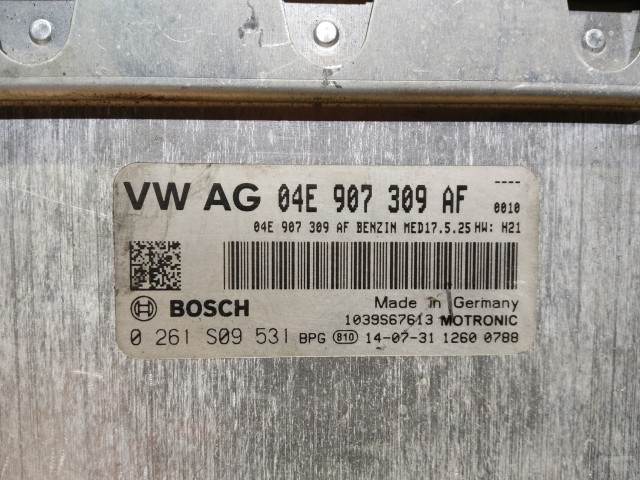 VW AG 04E 907 309 AF ---- 0010
04E 907 309 AF BENZIN MED17.5.25 HW: H21
BOSCH Made in Germany
1039S67613 MOTRONIC
0 261 S09 531 BPG 810 14-07-31 1260 0788